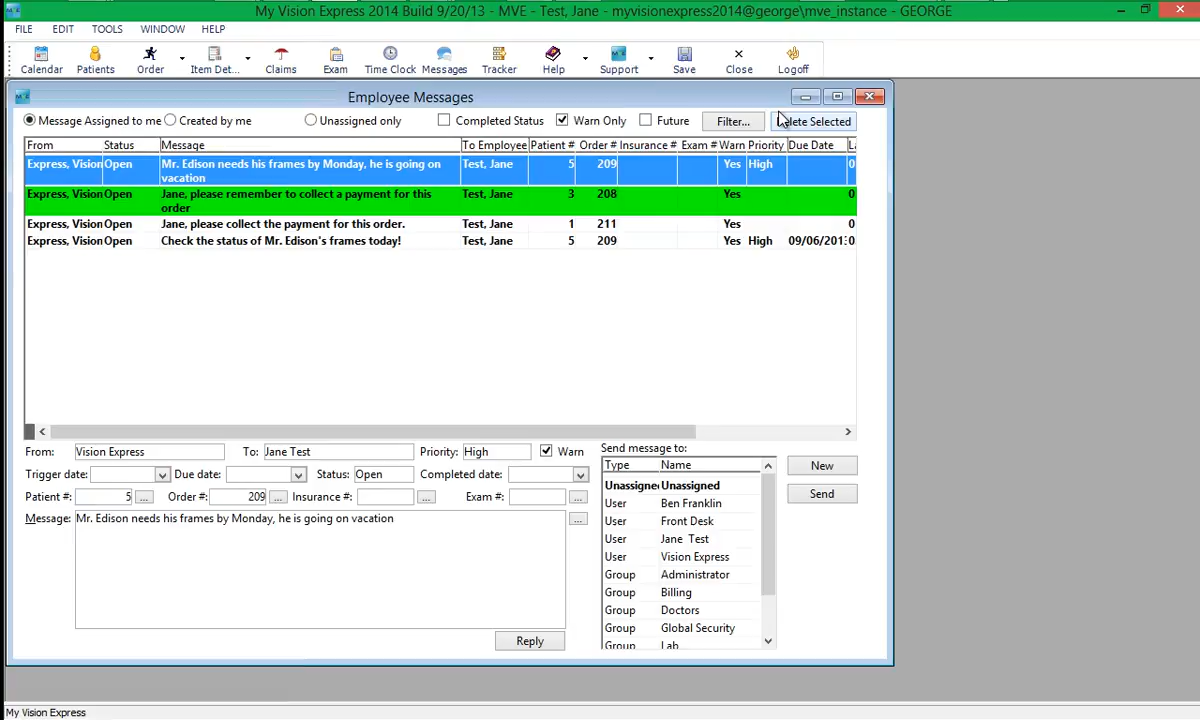 My Vision Express 2014 Build 9/20/13 - MVE - Test, Jane - myvisionexpress2014@george\mve_instance - GEORGE
FILE EDIT TOOLS WINDOW HELP
Calendar Patients Order Item Det... Claims Exam Time Clock Messages Tracker Help Support Save Close Logoff
Employee Messages
Message Assigned to me Created by me Unassigned only Completed Status Warn Only Future Filter... Delete Selected
From Status Message To Employee Patient # Order # Insurance # Exam # Warn Priority Due Date
Express, Vision Open Mr. Edison needs his frames by Monday, he is going on Test, Jane 5 209 Yes High 0
vacation
Express, Vision Open Jane, please remember to collect a payment for this Test, Jane 3 208 Yes 0
order
Express, Vision Open Jane, please collect the payment for this order. Test, Jane 1 211 Yes 0
Express, Vision Open Check the status of Mr. Edison's frames today! Test, Jane 5 209 Yes High 09/06/201 0
From: Vision Express To: Jane Test Priority: High Warn
Trigger date: Due date: Status: Open Completed date:
Patient #: 5 ... Order #: 209 ... Insurance #: ... Exam #: ...
Message: Mr. Edison needs his frames by Monday, he is going on vacation ...
Reply
Send message to:
Type Name
Unassigned Unassigned
User Ben Franklin
User Front Desk
User Jane Test
User Vision Express
Group Administrator
Group Billing
Group Doctors
Group Global Security
Group Lab
New
Send
My Vision Express